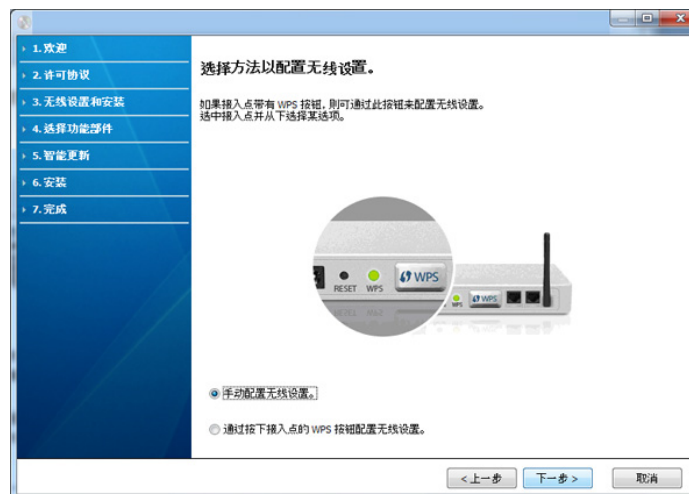 1. 欢迎
2. 许可协议
3. 无线设置和安装
4. 选择功能部件
5. 智能更新
6. 安装
7. 完成
选择方法以配置无线设置。
如果接入点带有 WPS 按钮, 则可通过此按钮来配置无线设置。
选中接入点并从下选择某选项。
RESET WPS WPS
WPS WPS
手动配置无线设置。
通过按下接入点的 WPS 按钮配置无线设置。
<上一步 下一步> 取消